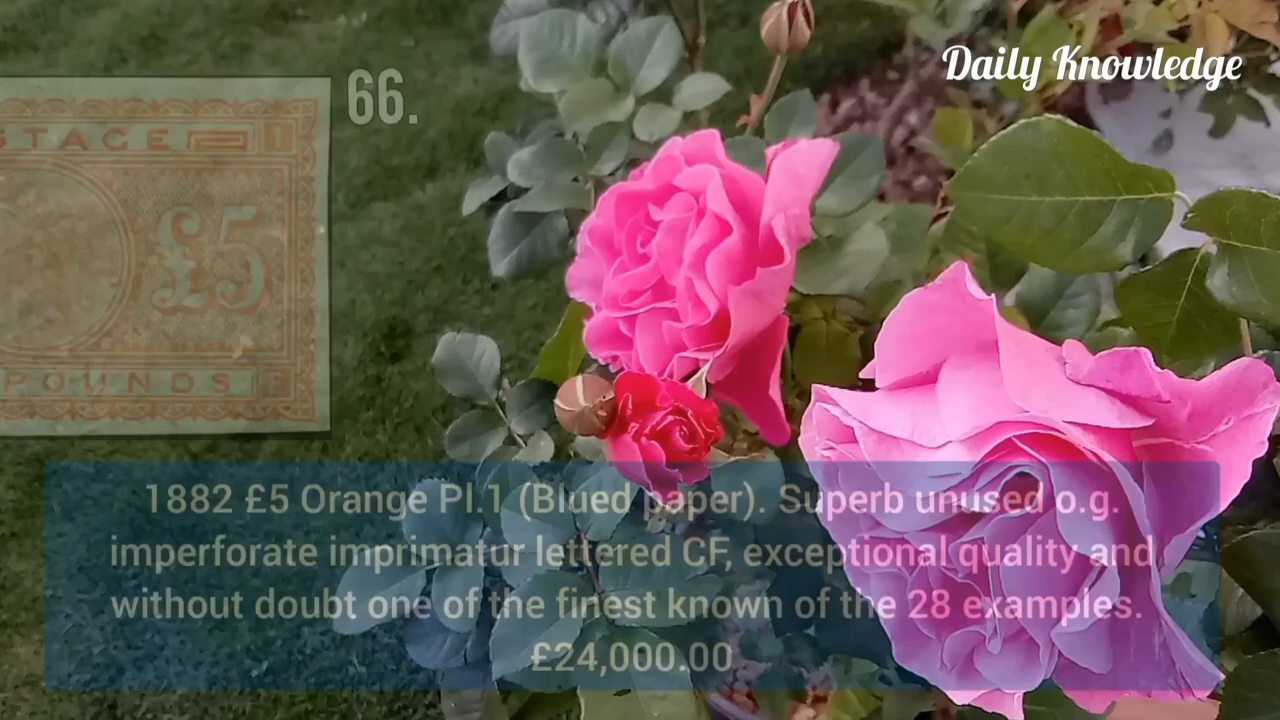 Daily Knowledge
66.
STAGE
£5
POUNDS
1882 £5 Orange Pl.1 (Blued paper). Superb unused o.g.
imperforate imprimatur lettered CF, exceptional quality and
without doubt one of the finest known of the 28 examples.
£24,000.00